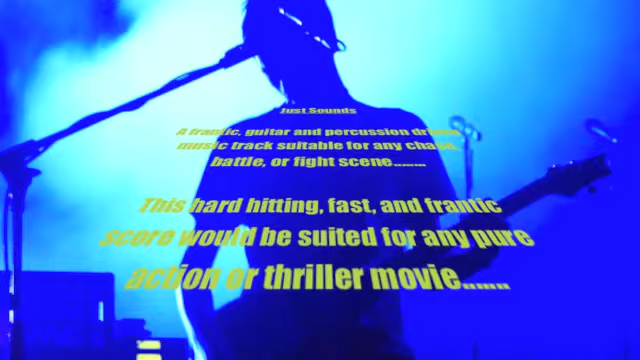 Just Sounds
A frantic, guitar and percussion driven
music track suitable for any chase,
battle, or fight scene.......
This hard hitting, fast, and frantic
score would be suited for any pure
action or thriller movie.......